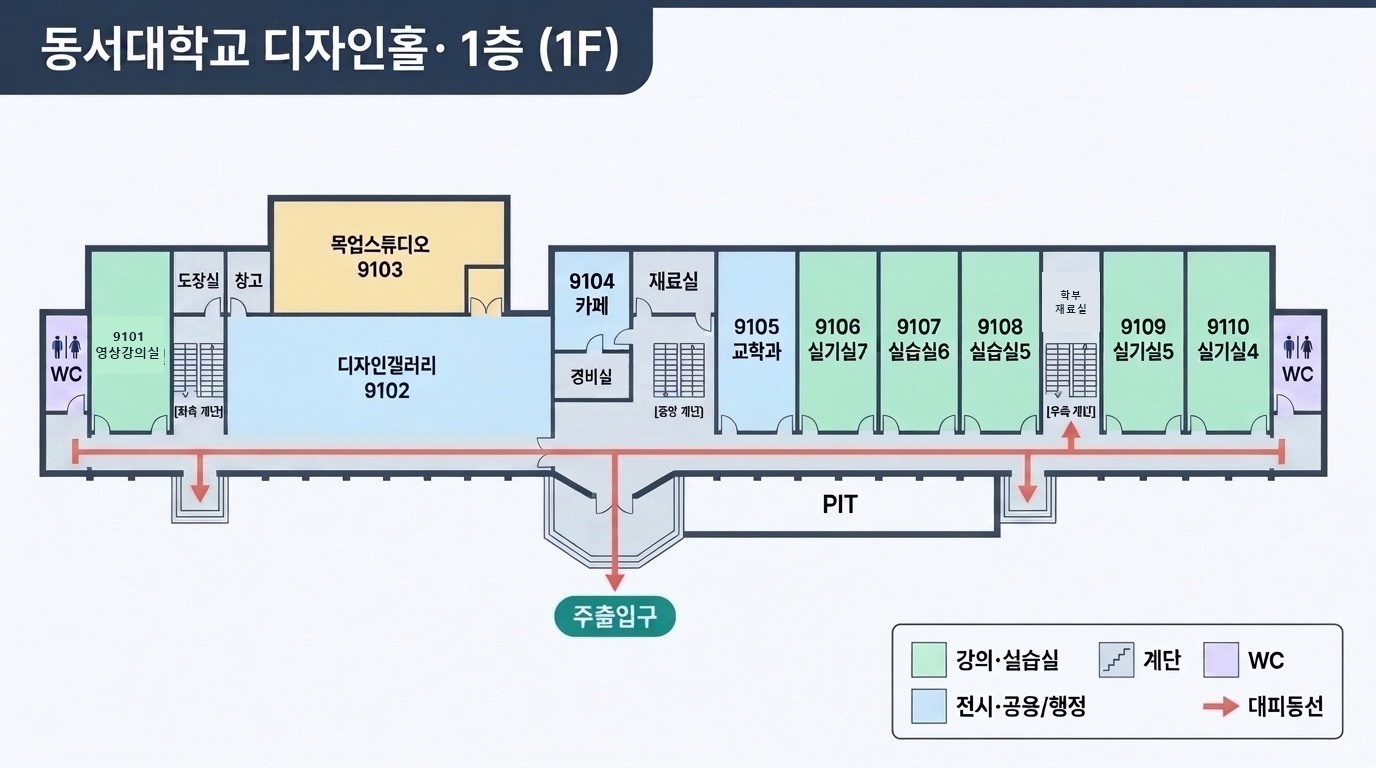 동서대학교 디자인홀· 1층 (1F)
목업스튜디오
9103
도장실
창고
9104
카페
재료실
9101
영상강의실
WC
디자인갤러리
9102
경비실
9105
교학과
9106
실기실7
9107
실습실6
9108
실습실5
학부
재료실
9109
실기실5
9110
실기실4
WC
[좌측 계단]
[중앙 계단]
[우측 계단]
PIT
주출입구
강의·실습실
계단
WC
전시·공용/행정
대피동선